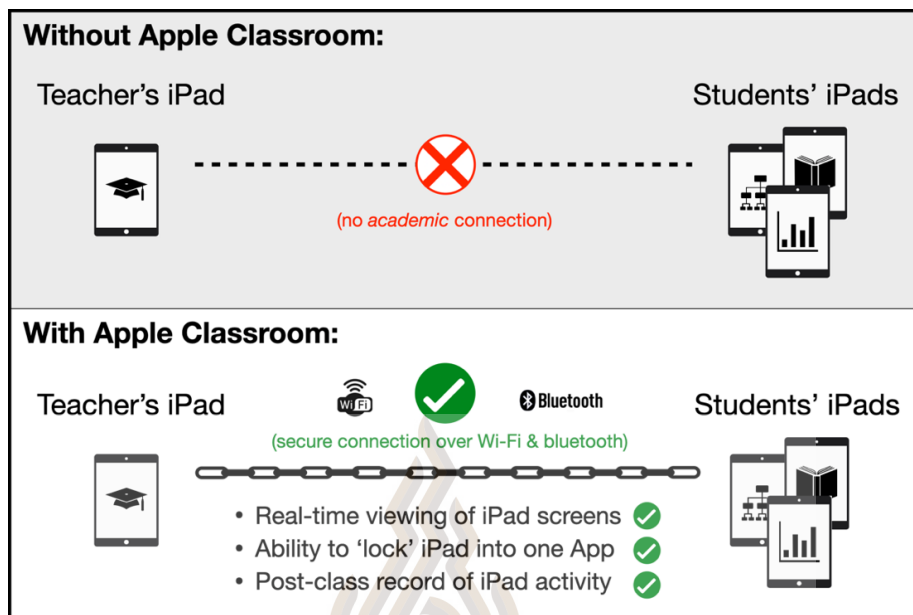 Without Apple Classroom:
Teacher's iPad
Students' iPads
(no academic connection)
With Apple Classroom:
Teacher's iPad
WiFi
Bluetooth
Students' iPads
(secure connection over Wi-Fi & bluetooth)
• Real-time viewing of iPad screens
• Ability to 'lock' iPad into one App
• Post-class record of iPad activity